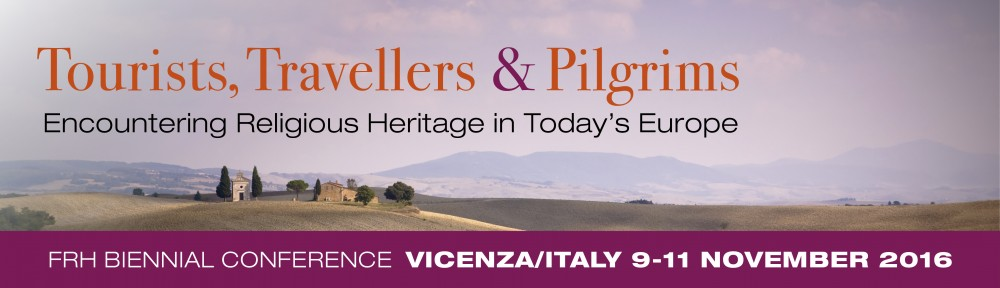 Tourists, Travellers & Pilgrims
Encountering Religious Heritage in Today's Europe
FRH BIENNIAL CONFERENCE VICENZA/ITALY 9-11 NOVEMBER 2016